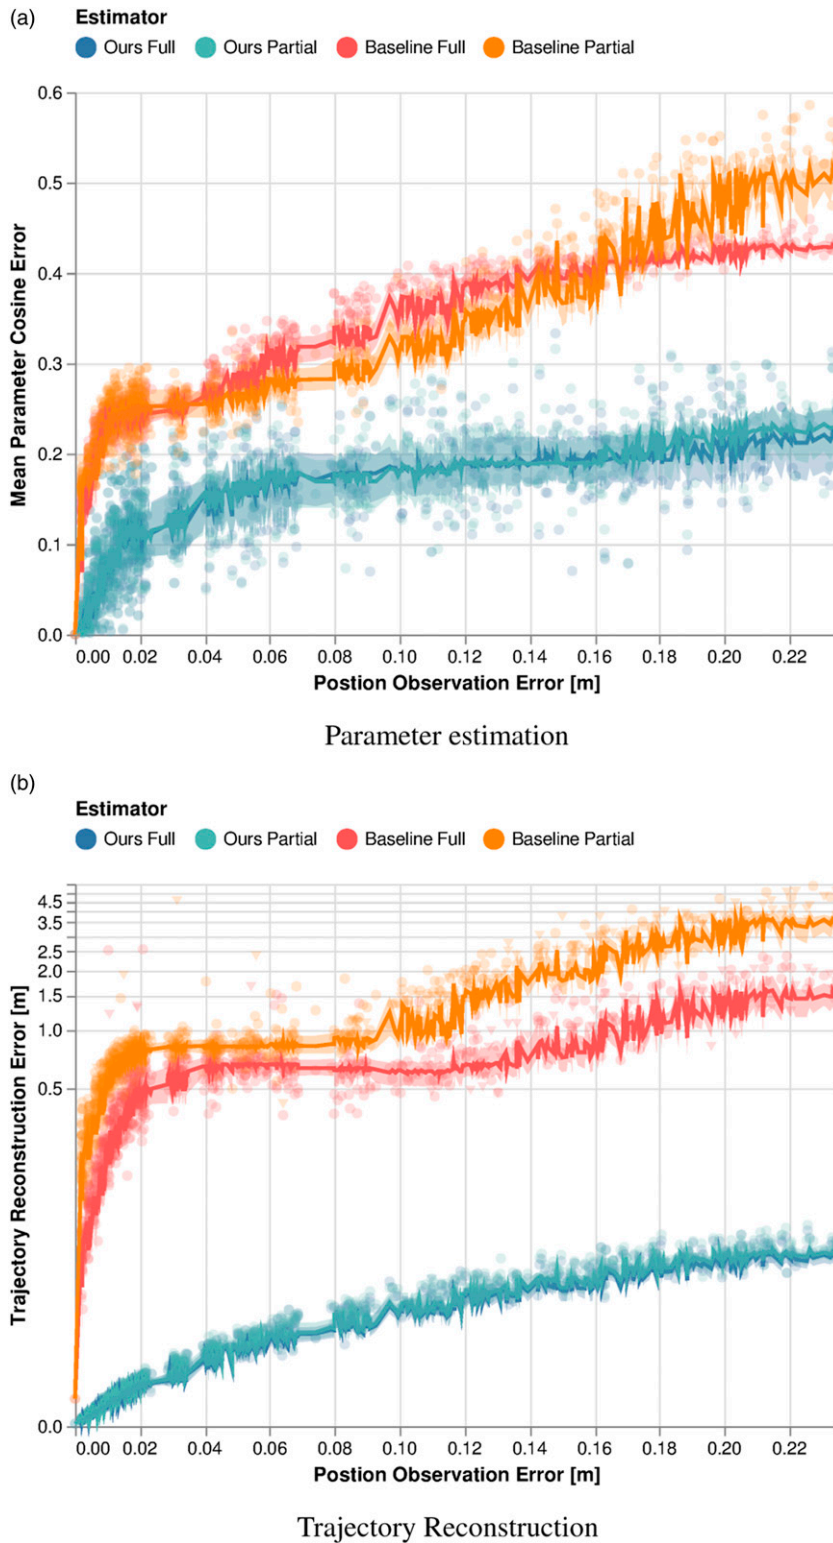 (a)
Estimator
Ours Full Ours Partial Baseline Full Baseline Partial
Mean Parameter Cosine Error
0.6
0.5
0.4
0.3
0.2
0.1
0.0
0.00 0.02 0.04 0.06 0.08 0.10 0.12 0.14 0.16 0.18 0.20 0.22
Postion Observation Error [m]
Parameter estimation
(b)
Estimator
Ours Full Ours Partial Baseline Full Baseline Partial
Trajectory Reconstruction Error [m]
4.5
3.5
2.5
2.0
1.5
1.0
0.5
0.0
0.00 0.02 0.04 0.06 0.08 0.10 0.12 0.14 0.16 0.18 0.20 0.22
Postion Observation Error [m]
Trajectory Reconstruction